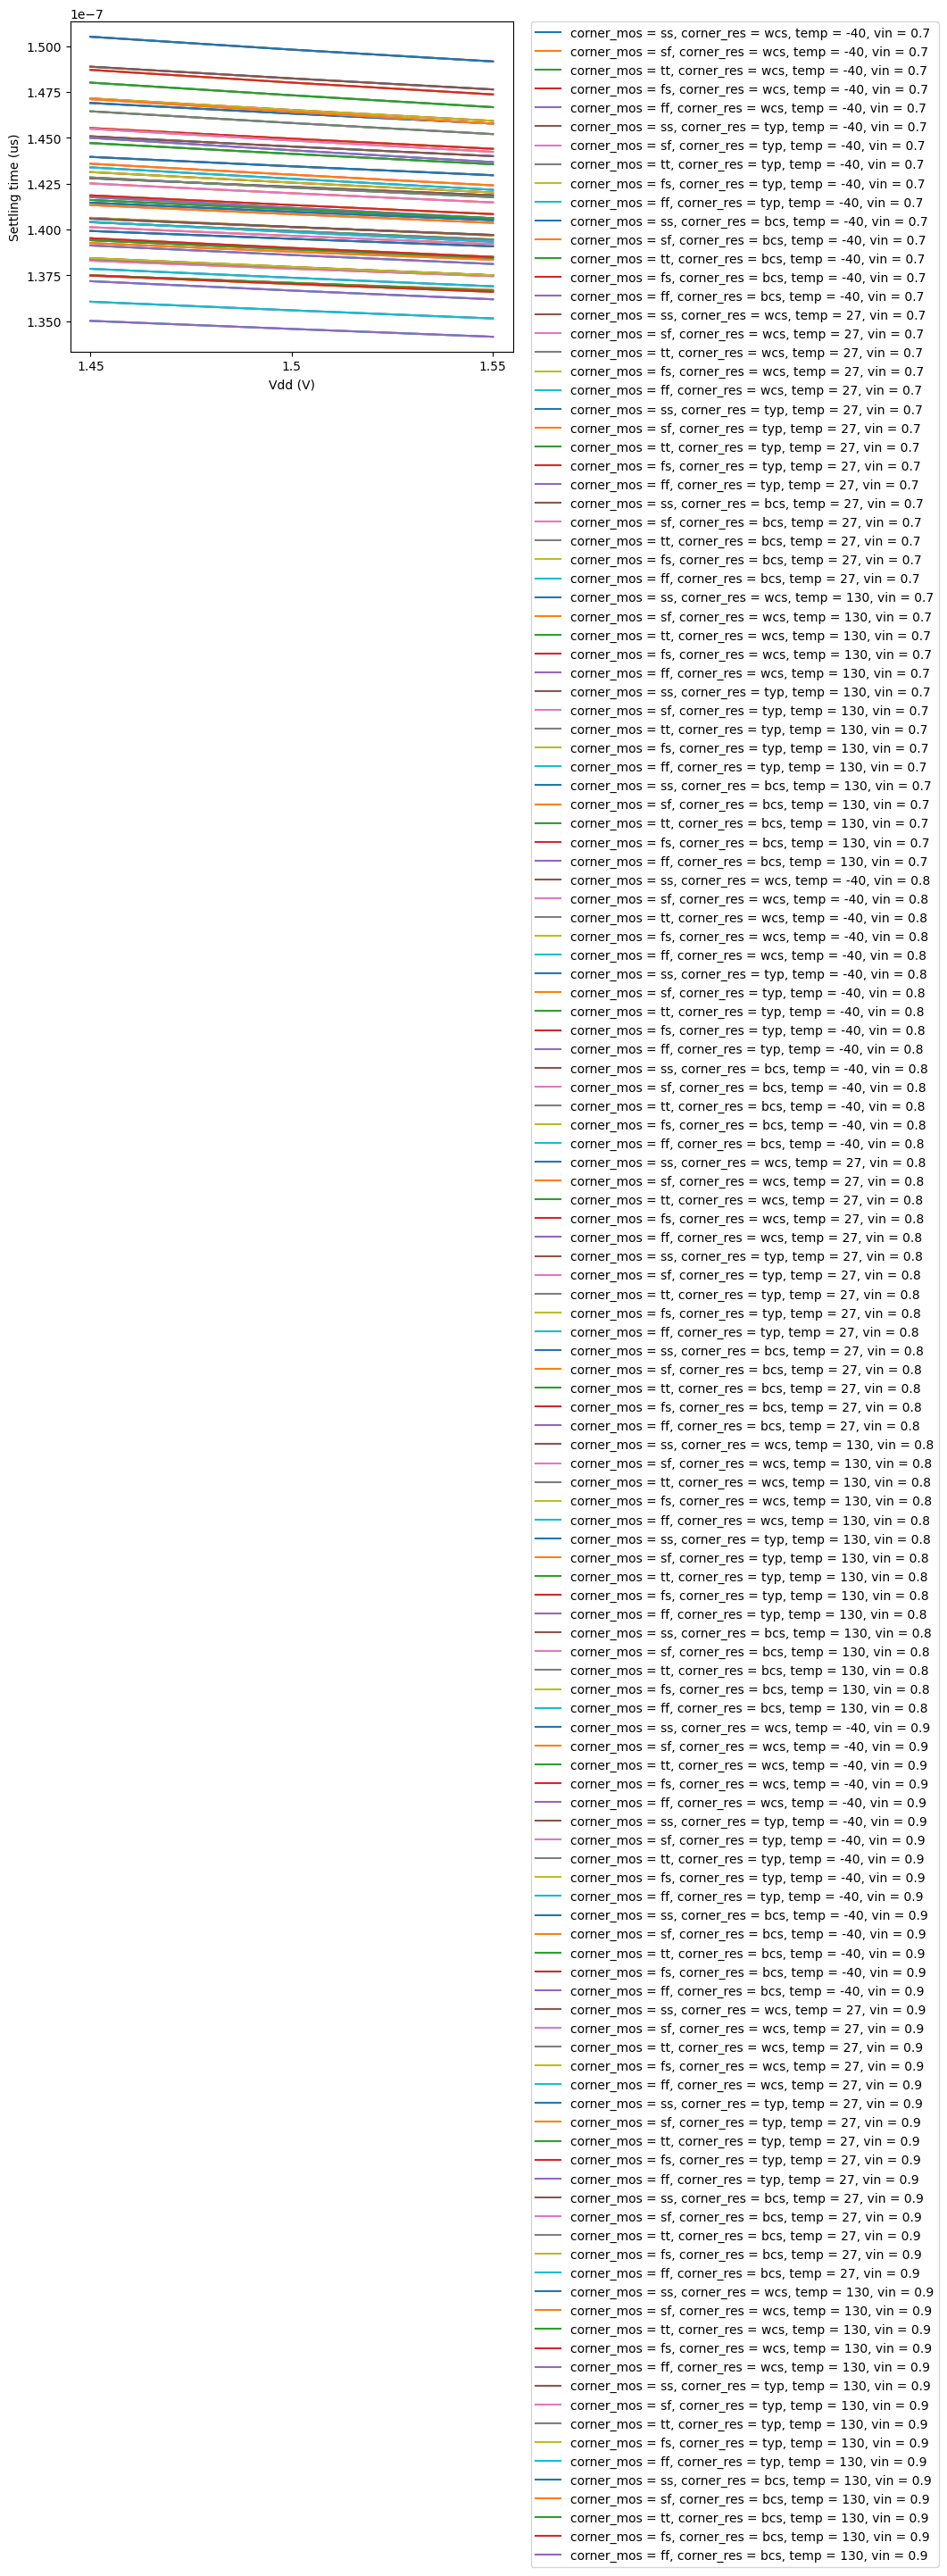 1e−7
1.500
1.475
1.450
1.425
1.400
1.375
1.350
Settling time (us)
1.45
1.5
1.55
Vdd (V)
corner_mos = ss, corner_res = wcs, temp = -40, vin = 0.7
corner_mos = sf, corner_res = wcs, temp = -40, vin = 0.7
corner_mos = tt, corner_res = wcs, temp = -40, vin = 0.7
corner_mos = fs, corner_res = wcs, temp = -40, vin = 0.7
corner_mos = ff, corner_res = wcs, temp = -40, vin = 0.7
corner_mos = ss, corner_res = typ, temp = -40, vin = 0.7
corner_mos = sf, corner_res = typ, temp = -40, vin = 0.7
corner_mos = tt, corner_res = typ, temp = -40, vin = 0.7
corner_mos = fs, corner_res = typ, temp = -40, vin = 0.7
corner_mos = ff, corner_res = typ, temp = -40, vin = 0.7
corner_mos = ss, corner_res = bcs, temp = -40, vin = 0.7
corner_mos = sf, corner_res = bcs, temp = -40, vin = 0.7
corner_mos = tt, corner_res = bcs, temp = -40, vin = 0.7
corner_mos = fs, corner_res = bcs, temp = -40, vin = 0.7
corner_mos = ff, corner_res = bcs, temp = -40, vin = 0.7
corner_mos = ss, corner_res = wcs, temp = 27, vin = 0.7
corner_mos = sf, corner_res = wcs, temp = 27, vin = 0.7
corner_mos = tt, corner_res = wcs, temp = 27, vin = 0.7
corner_mos = fs, corner_res = wcs, temp = 27, vin = 0.7
corner_mos = ff, corner_res = wcs, temp = 27, vin = 0.7
corner_mos = ss, corner_res = typ, temp = 27, vin = 0.7
corner_mos = sf, corner_res = typ, temp = 27, vin = 0.7
corner_mos = tt, corner_res = typ, temp = 27, vin = 0.7
corner_mos = fs, corner_res = typ, temp = 27, vin = 0.7
corner_mos = ff, corner_res = typ, temp = 27, vin = 0.7
corner_mos = ss, corner_res = bcs, temp = 27, vin = 0.7
corner_mos = sf, corner_res = bcs, temp = 27, vin = 0.7
corner_mos = tt, corner_res = bcs, temp = 27, vin = 0.7
corner_mos = fs, corner_res = bcs, temp = 27, vin = 0.7
corner_mos = ff, corner_res = bcs, temp = 27, vin = 0.7
corner_mos = ss, corner_res = wcs, temp = 130, vin = 0.7
corner_mos = sf, corner_res = wcs, temp = 130, vin = 0.7
corner_mos = tt, corner_res = wcs, temp = 130, vin = 0.7
corner_mos = fs, corner_res = wcs, temp = 130, vin = 0.7
corner_mos = ff, corner_res = wcs, temp = 130, vin = 0.7
corner_mos = ss, corner_res = typ, temp = 130, vin = 0.7
corner_mos = sf, corner_res = typ, temp = 130, vin = 0.7
corner_mos = tt, corner_res = typ, temp = 130, vin = 0.7
corner_mos = fs, corner_res = typ, temp = 130, vin = 0.7
corner_mos = ff, corner_res = typ, temp = 130, vin = 0.7
corner_mos = ss, corner_res = bcs, temp = 130, vin = 0.7
corner_mos = sf, corner_res = bcs, temp = 130, vin = 0.7
corner_mos = tt, corner_res = bcs, temp = 130, vin = 0.7
corner_mos = fs, corner_res = bcs, temp = 130, vin = 0.7
corner_mos = ff, corner_res = bcs, temp = 130, vin = 0.7
corner_mos = ss, corner_res = wcs, temp = -40, vin = 0.8
corner_mos = sf, corner_res = wcs, temp = -40, vin = 0.8
corner_mos = tt, corner_res = wcs, temp = -40, vin = 0.8
corner_mos = fs, corner_res = wcs, temp = -40, vin = 0.8
corner_mos = ff, corner_res = wcs, temp = -40, vin = 0.8
corner_mos = ss, corner_res = typ, temp = -40, vin = 0.8
corner_mos = sf, corner_res = typ, temp = -40, vin = 0.8
corner_mos = tt, corner_res = typ, temp = -40, vin = 0.8
corner_mos = fs, corner_res = typ, temp = -40, vin = 0.8
corner_mos = ff, corner_res = typ, temp = -40, vin = 0.8
corner_mos = ss, corner_res = bcs, temp = -40, vin = 0.8
corner_mos = sf, corner_res = bcs, temp = -40, vin = 0.8
corner_mos = tt, corner_res = bcs, temp = -40, vin = 0.8
corner_mos = fs, corner_res = bcs, temp = -40, vin = 0.8
corner_mos = ff, corner_res = bcs, temp = -40, vin = 0.8
corner_mos = ss, corner_res = wcs, temp = 27, vin = 0.8
corner_mos = sf, corner_res = wcs, temp = 27, vin = 0.8
corner_mos = tt, corner_res = wcs, temp = 27, vin = 0.8
corner_mos = fs, corner_res = wcs, temp = 27, vin = 0.8
corner_mos = ff, corner_res = wcs, temp = 27, vin = 0.8
corner_mos = ss, corner_res = typ, temp = 27, vin = 0.8
corner_mos = sf, corner_res = typ, temp = 27, vin = 0.8
corner_mos = tt, corner_res = typ, temp = 27, vin = 0.8
corner_mos = fs, corner_res = typ, temp = 27, vin = 0.8
corner_mos = ff, corner_res = typ, temp = 27, vin = 0.8
corner_mos = ss, corner_res = bcs, temp = 27, vin = 0.8
corner_mos = sf, corner_res = bcs, temp = 27, vin = 0.8
corner_mos = tt, corner_res = bcs, temp = 27, vin = 0.8
corner_mos = fs, corner_res = bcs, temp = 27, vin = 0.8
corner_mos = ff, corner_res = bcs, temp = 27, vin = 0.8
corner_mos = ss, corner_res = wcs, temp = 130, vin = 0.8
corner_mos = sf, corner_res = wcs, temp = 130, vin = 0.8
corner_mos = tt, corner_res = wcs, temp = 130, vin = 0.8
corner_mos = fs, corner_res = wcs, temp = 130, vin = 0.8
corner_mos = ff, corner_res = wcs, temp = 130, vin = 0.8
corner_mos = ss, corner_res = typ, temp = 130, vin = 0.8
corner_mos = sf, corner_res = typ, temp = 130, vin = 0.8
corner_mos = tt, corner_res = typ, temp = 130, vin = 0.8
corner_mos = fs, corner_res = typ, temp = 130, vin = 0.8
corner_mos = ff, corner_res = typ, temp = 130, vin = 0.8
corner_mos = ss, corner_res = bcs, temp = 130, vin = 0.8
corner_mos = sf, corner_res = bcs, temp = 130, vin = 0.8
corner_mos = tt, corner_res = bcs, temp = 130, vin = 0.8
corner_mos = fs, corner_res = bcs, temp = 130, vin = 0.8
corner_mos = ff, corner_res = bcs, temp = 130, vin = 0.8
corner_mos = ss, corner_res = wcs, temp = -40, vin = 0.9
corner_mos = sf, corner_res = wcs, temp = -40, vin = 0.9
corner_mos = tt, corner_res = wcs, temp = -40, vin = 0.9
corner_mos = fs, corner_res = wcs, temp = -40, vin = 0.9
corner_mos = ff, corner_res = wcs, temp = -40, vin = 0.9
corner_mos = ss, corner_res = typ, temp = -40, vin = 0.9
corner_mos = sf, corner_res = typ, temp = -40, vin = 0.9
corner_mos = tt, corner_res = typ, temp = -40, vin = 0.9
corner_mos = fs, corner_res = typ, temp = -40, vin = 0.9
corner_mos = ff, corner_res = typ, temp = -40, vin = 0.9
corner_mos = ss, corner_res = bcs, temp = -40, vin = 0.9
corner_mos = sf, corner_res = bcs, temp = -40, vin = 0.9
corner_mos = tt, corner_res = bcs, temp = -40, vin = 0.9
corner_mos = fs, corner_res = bcs, temp = -40, vin = 0.9
corner_mos = ff, corner_res = bcs, temp = -40, vin = 0.9
corner_mos = ss, corner_res = wcs, temp = 27, vin = 0.9
corner_mos = sf, corner_res = wcs, temp = 27, vin = 0.9
corner_mos = tt, corner_res = wcs, temp = 27, vin = 0.9
corner_mos = fs, corner_res = wcs, temp = 27, vin = 0.9
corner_mos = ff, corner_res = wcs, temp = 27, vin = 0.9
corner_mos = ss, corner_res = typ, temp = 27, vin = 0.9
corner_mos = sf, corner_res = typ, temp = 27, vin = 0.9
corner_mos = tt, corner_res = typ, temp = 27, vin = 0.9
corner_mos = fs, corner_res = typ, temp = 27, vin = 0.9
corner_mos = ff, corner_res = typ, temp = 27, vin = 0.9
corner_mos = ss, corner_res = bcs, temp = 27, vin = 0.9
corner_mos = sf, corner_res = bcs, temp = 27, vin = 0.9
corner_mos = tt, corner_res = bcs, temp = 27, vin = 0.9
corner_mos = fs, corner_res = bcs, temp = 27, vin = 0.9
corner_mos = ff, corner_res = bcs, temp = 27, vin = 0.9
corner_mos = ss, corner_res = wcs, temp = 130, vin = 0.9
corner_mos = sf, corner_res = wcs, temp = 130, vin = 0.9
corner_mos = tt, corner_res = wcs, temp = 130, vin = 0.9
corner_mos = fs, corner_res = wcs, temp = 130, vin = 0.9
corner_mos = ff, corner_res = wcs, temp = 130, vin = 0.9
corner_mos = ss, corner_res = typ, temp = 130, vin = 0.9
corner_mos = sf, corner_res = typ, temp = 130, vin = 0.9
corner_mos = tt, corner_res = typ, temp = 130, vin = 0.9
corner_mos = fs, corner_res = typ, temp = 130, vin = 0.9
corner_mos = ff, corner_res = typ, temp = 130, vin = 0.9
corner_mos = ss, corner_res = bcs, temp = 130, vin = 0.9
corner_mos = sf, corner_res = bcs, temp = 130, vin = 0.9
corner_mos = tt, corner_res = bcs, temp = 130, vin = 0.9
corner_mos = fs, corner_res = bcs, temp = 130, vin = 0.9
corner_mos = ff, corner_res = bcs, temp = 130, vin = 0.9